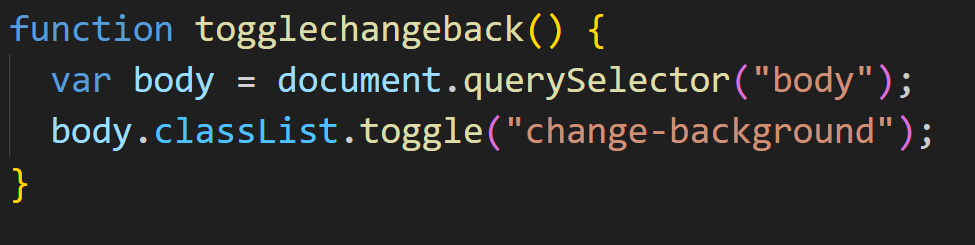 function togglechangeback() {
  var body = document.querySelector("body");
  body.classList.toggle("change-background");
}